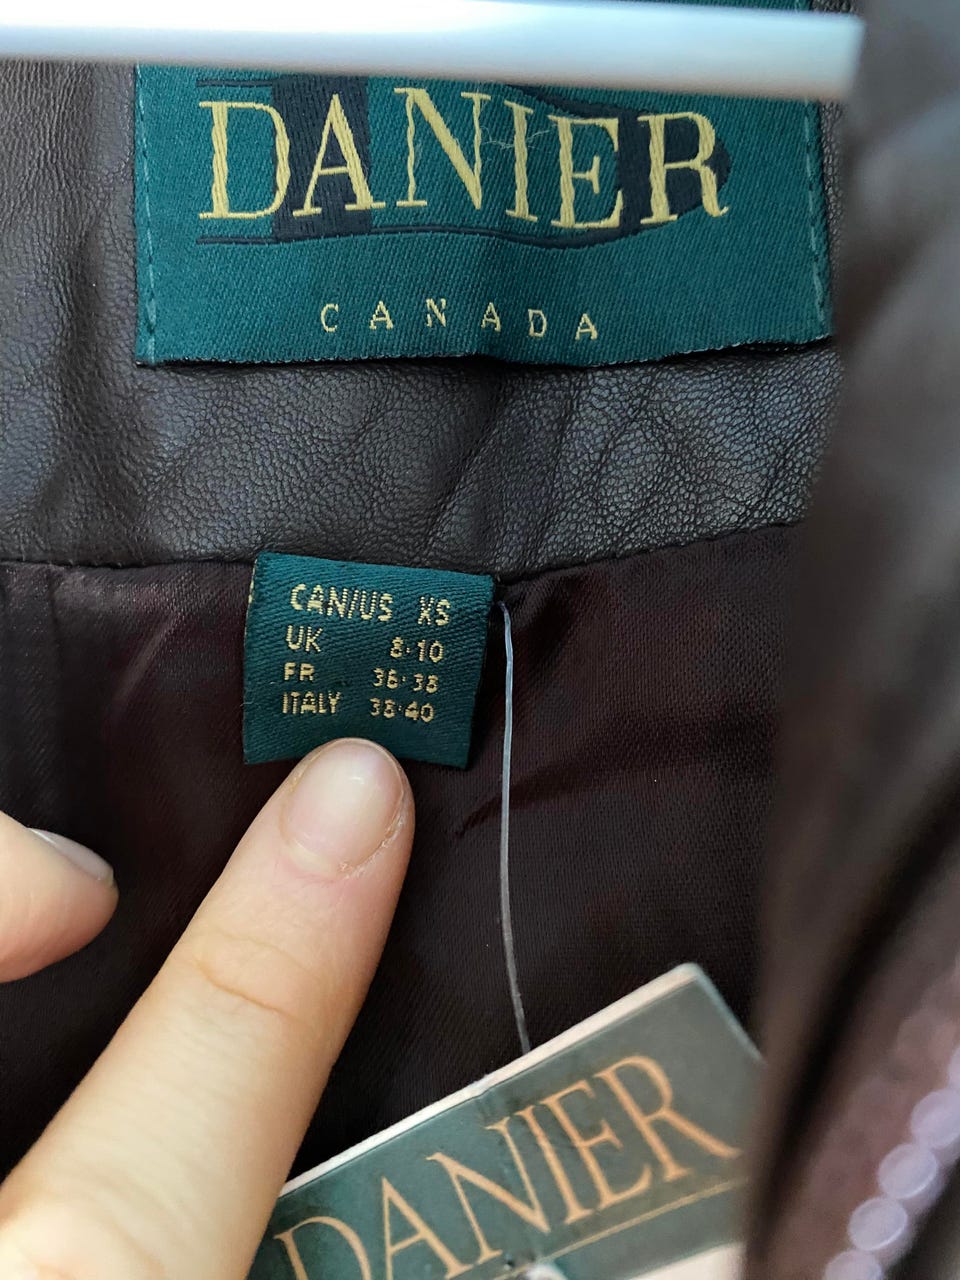 DANIER
CANADA
CAN/US XS
UK 8·10
FR 36·38
ITALY 38·40
DANIER